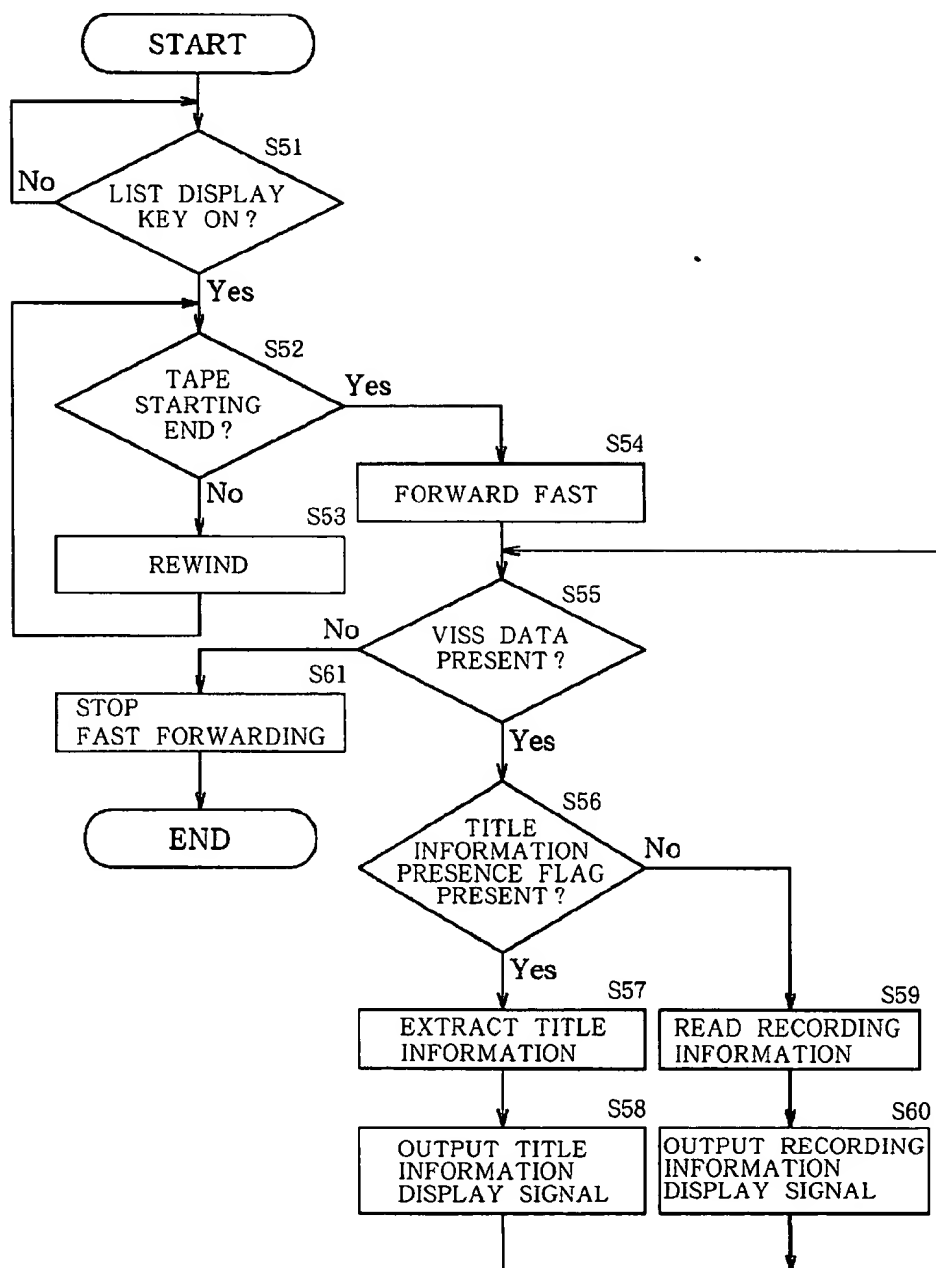 START
S51
No
LIST DISPLAY
KEY ON?
Yes
S52
TAPE
STARTING
END?
Yes
No
S54
FORWARD FAST
S53
REWIND
S55
No
VISS DATA
PRESENT?
S61
STOP
FAST FORWARDING
Yes
END
S56
TITLE
INFORMATION
PRESENCE FLAG
PRESENT?
No
Yes
S57
EXTRACT TITLE
INFORMATION
S59
READ RECORDING
INFORMATION
S58
OUTPUT TITLE
INFORMATION
DISPLAY SIGNAL
S60
OUTPUT RECORDING
INFORMATION
DISPLAY SIGNAL